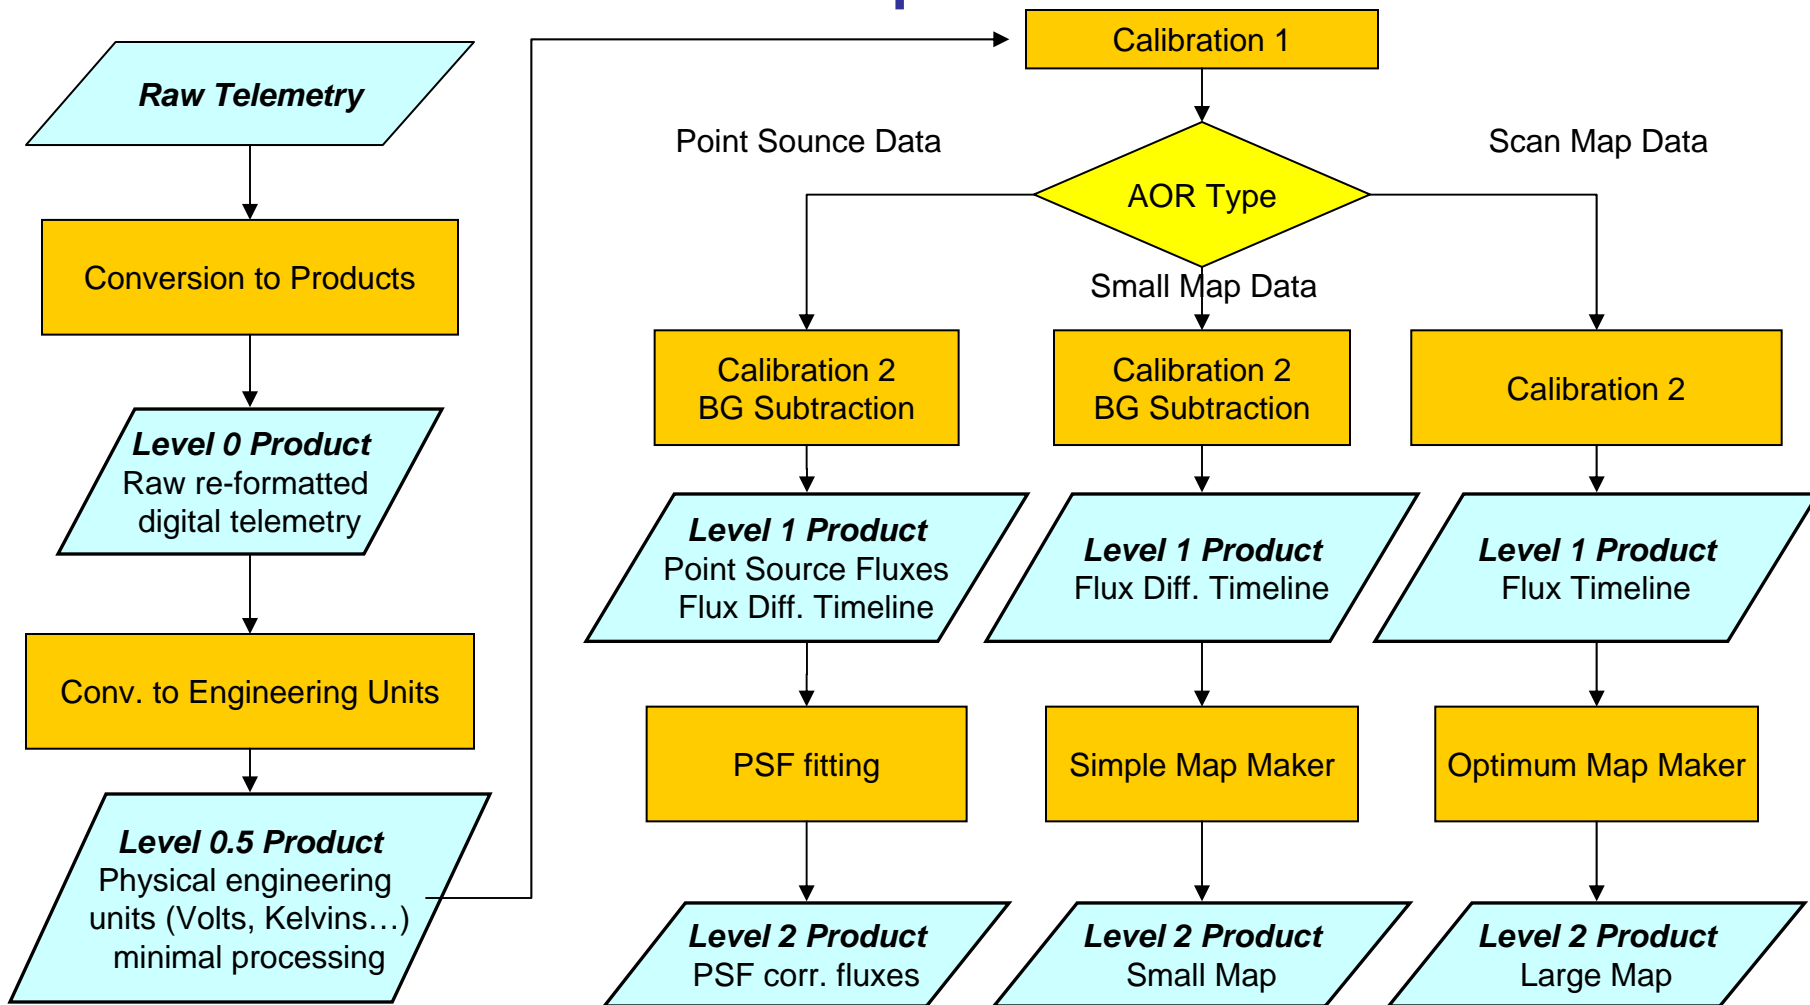 Raw Telemetry
Conversion to Products
Level 0 Product
Raw re-formatted
digital telemetry
Conv. to Engineering Units
Level 0.5 Product
Physical engineering
units (Volts, Kelvins…)
minimal processing
Calibration 1
AOR Type
Point Sounce Data
Small Map Data
Scan Map Data
Calibration 2
BG Subtraction
Level 1 Product
Point Source Fluxes
Flux Diff. Timeline
PSF fitting
Level 2 Product
PSF corr. fluxes
Calibration 2
BG Subtraction
Level 1 Product
Flux Diff. Timeline
Simple Map Maker
Level 2 Product
Small Map
Calibration 2
Level 1 Product
Flux Timeline
Optimum Map Maker
Level 2 Product
Large Map